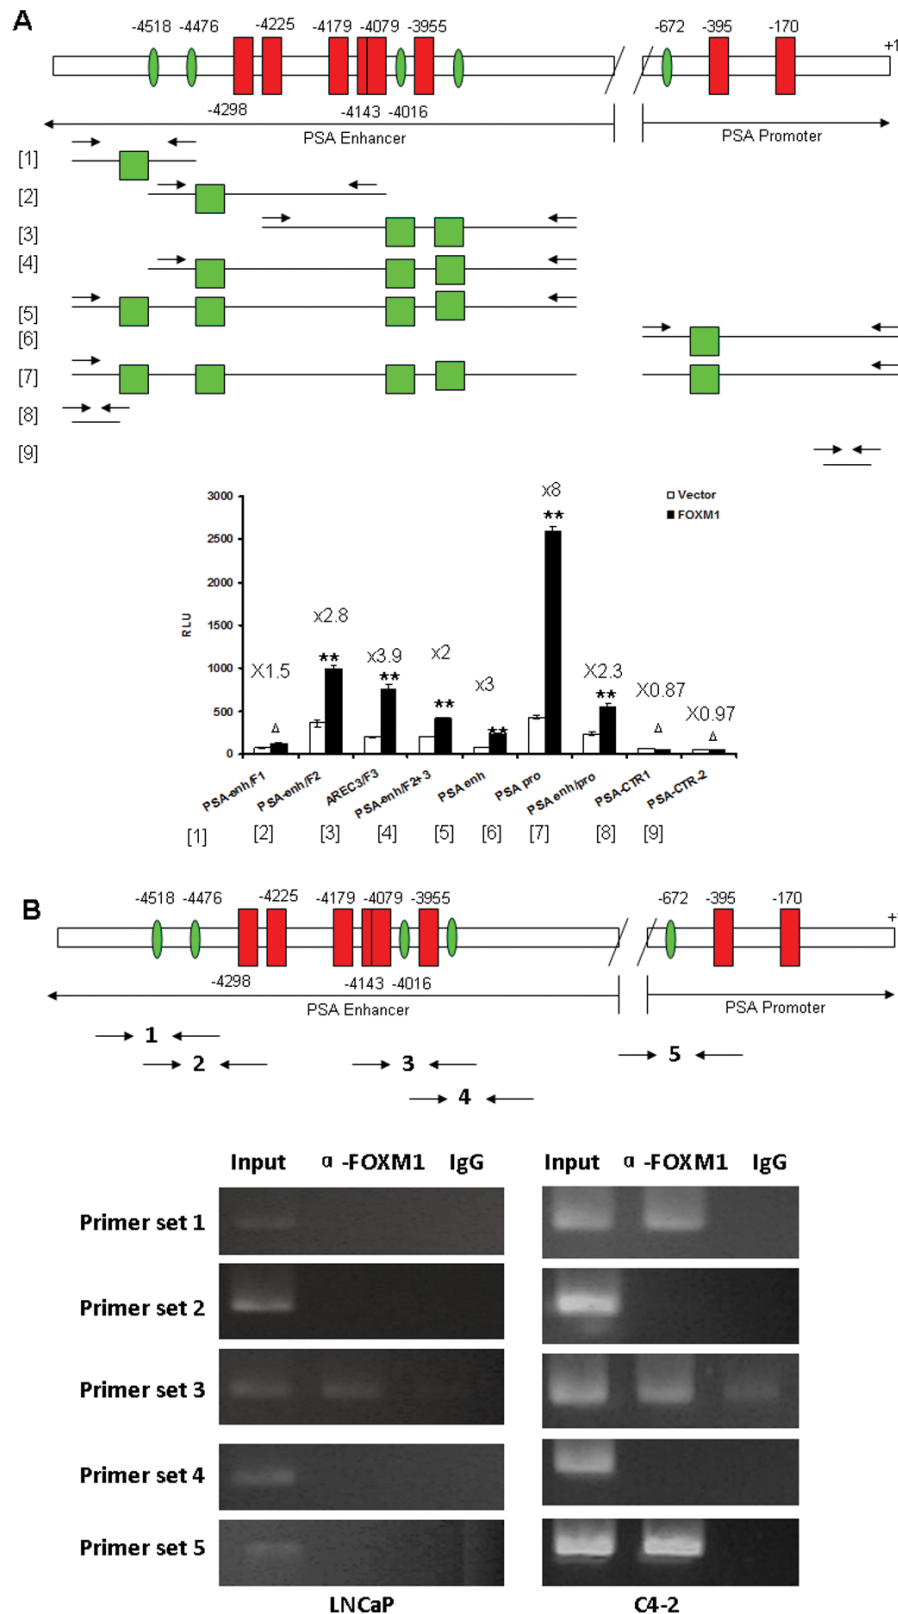 A
-4518 -4476 -4225 -4179 -4079 -3955 -672 -395 -170
+1
-4298 -4143 -4016
PSA Enhancer PSA Promoter
[1]
[2]
[3]
[4]
[5]
[6]
[7]
[8]
[9]
3000
2500
2000
1500
1000
500
0
RLU
Vector
FOXM1
X1.5 Δ
x2.8 **
x3.9 **
x2 **
x3 **
x8 **
X2.3 **
X0.87 Δ
X0.97 Δ
PSA-enh/F1 PSA-enh/F2 AREC3/F3 PSA-enh/F2+3 PSA enh PSA pro PSA enh/pro PSA-CTR1 PSA-CTR-2
[1] [2] [3] [4] [5] [6] [7] [8] [9]
B
-4518 -4476 -4225 -4179 -4079 -3955 -672 -395 -170
-4298 -4143 -4016
PSA Enhancer PSA Promoter
1
2
3
4
5
Input α -FOXM1 IgG Input α -FOXM1 IgG
Primer set 1
Primer set 2
Primer set 3
Primer set 4
Primer set 5
LNCaP C4-2